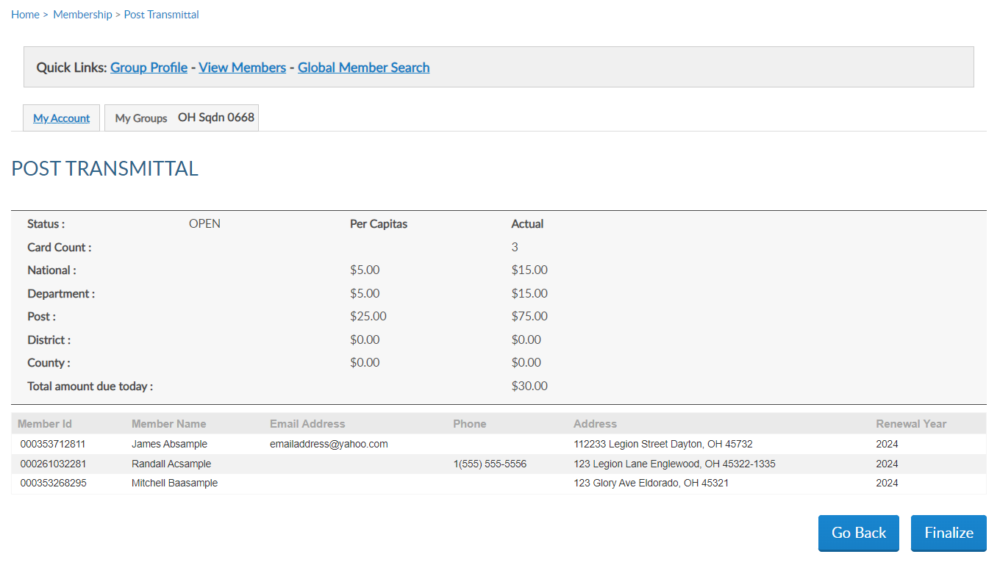 Home > Membership > Post Transmittal
Quick Links: Group Profile - View Members - Global Member Search
My Account My Groups OH Sqdn 0668
POST TRANSMITTAL
Status : OPEN Per Capitas Actual
Card Count : 3
National : $5.00 $15.00
Department : $5.00 $15.00
Post : $25.00 $75.00
District : $0.00 $0.00
County : $0.00 $0.00
Total amount due today : $30.00
Member Id Member Name Email Address Phone Address Renewal Year
000353712811 James Absample emailaddress@yahoo.com 112233 Legion Street Dayton, OH 45732 2024
000261032281 Randall Acsample 1(555) 555-5556 123 Legion Lane Englewood, OH 45322-1335 2024
000353268295 Mitchell Baasample 123 Glory Ave Eldorado, OH 45321 2024
Go Back Finalize